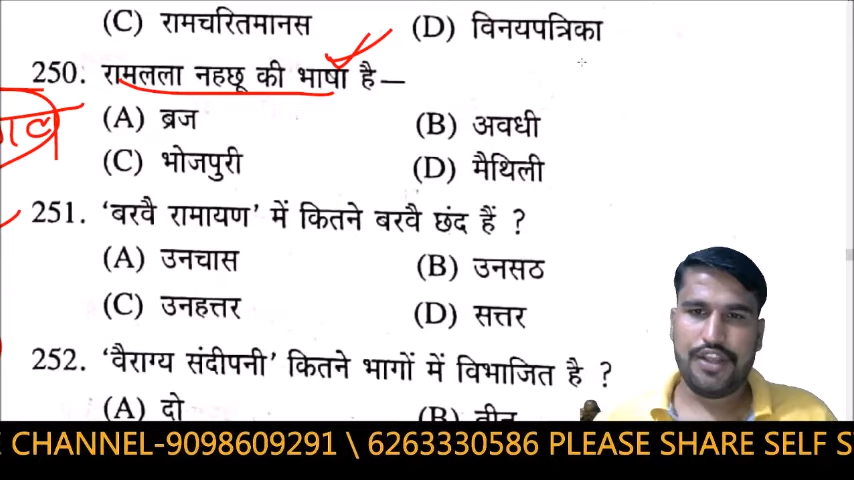 (C) रामचरितमानस (D) विनयपत्रिका
250. रामलला नहछू की भाषा है—
(A) ब्रज (B) अवधी
(C) भोजपुरी (D) मैथिली
251. ‘बरवै रामायण’ में कितने बरवै छंद हैं ?
(A) उनचास (B) उनसठ
(C) उनहत्तर (D) सत्तर
252. ‘वैराग्य संदीपनी’ कितने भागों में विभाजित है ?
(A) दो (B) तीन
CHANNEL-9098609291 \ 6263330586 PLEASE SHARE SELF S